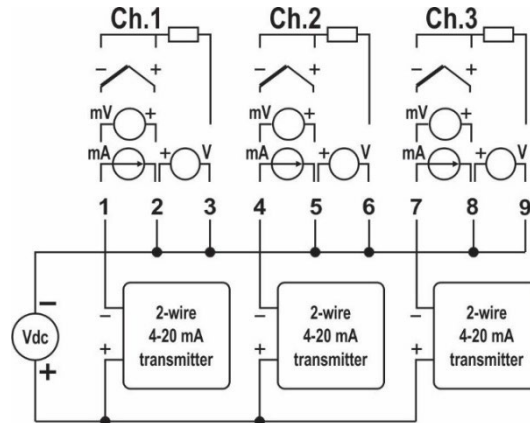 Ch.1 Ch.2 Ch.3
− + − + − +
mV + mV + mV +
mA + V mA + V mA + V
1 2 3 4 5 6 7 8 9
−
Vdc
+
−
+
2-wire
4-20 mA
transmitter
−
+
2-wire
4-20 mA
transmitter
−
+
2-wire
4-20 mA
transmitter